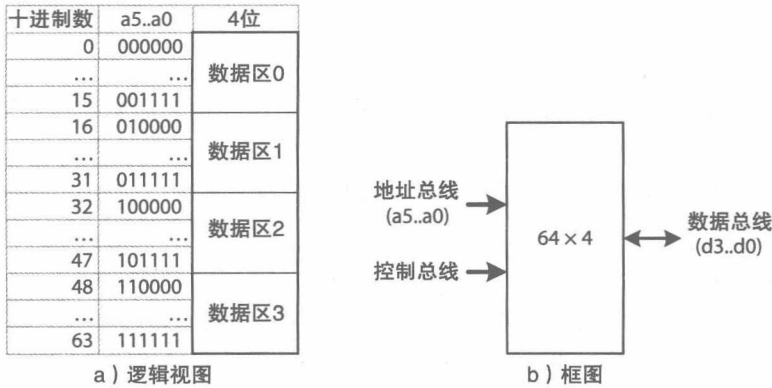 十进制数 a5..a0 4位
0 000000
... ... 数据区0
15 001111
16 010000
... ... 数据区1
31 011111
32 100000
... ... 数据区2
47 101111
48 110000
... ... 数据区3
63 111111
a）逻辑视图
地址总线
(a5..a0)
控制总线
64×4
数据总线
(d3..d0)
b）框图